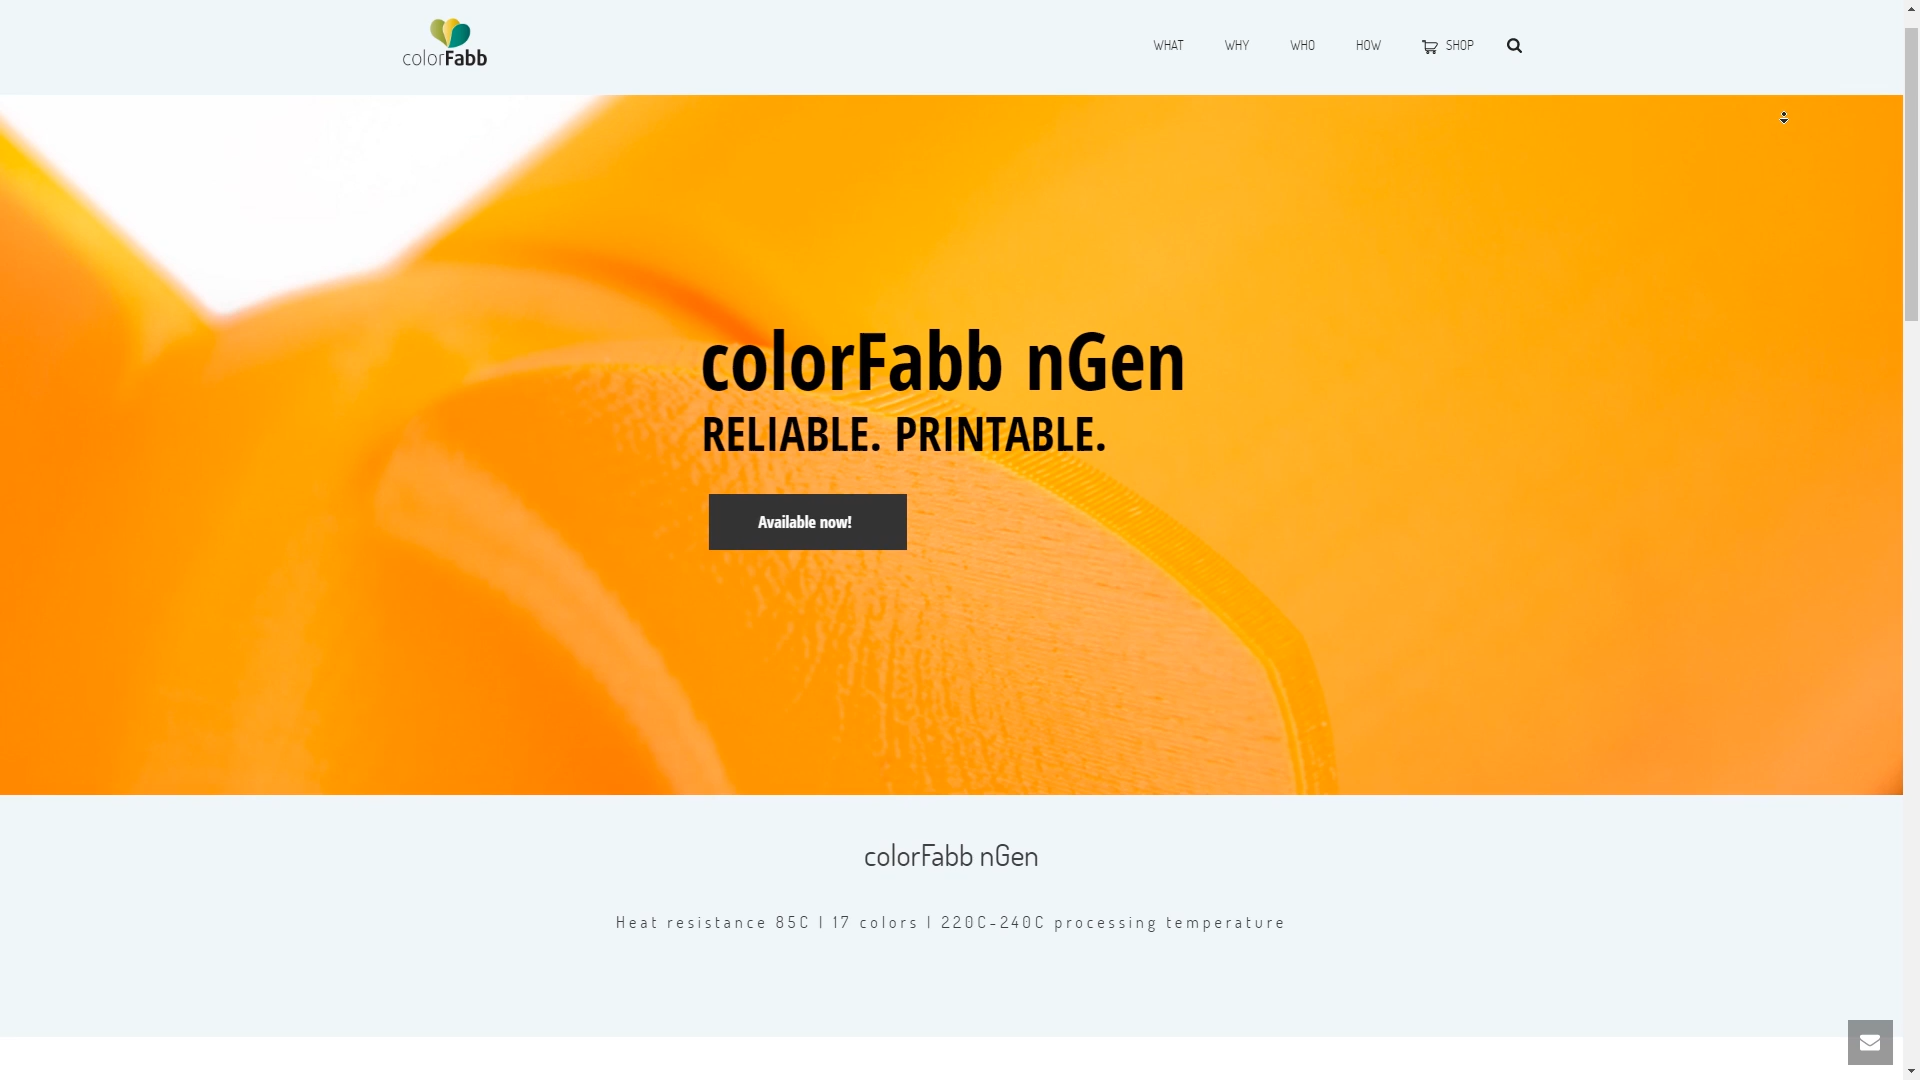 colorFabb
WHAT WHY WHO HOW SHOP
colorFabb nGen
RELIABLE. PRINTABLE.
Available now!
colorFabb nGen
Heat resistance 85C | 17 colors | 220C-240C processing temperature